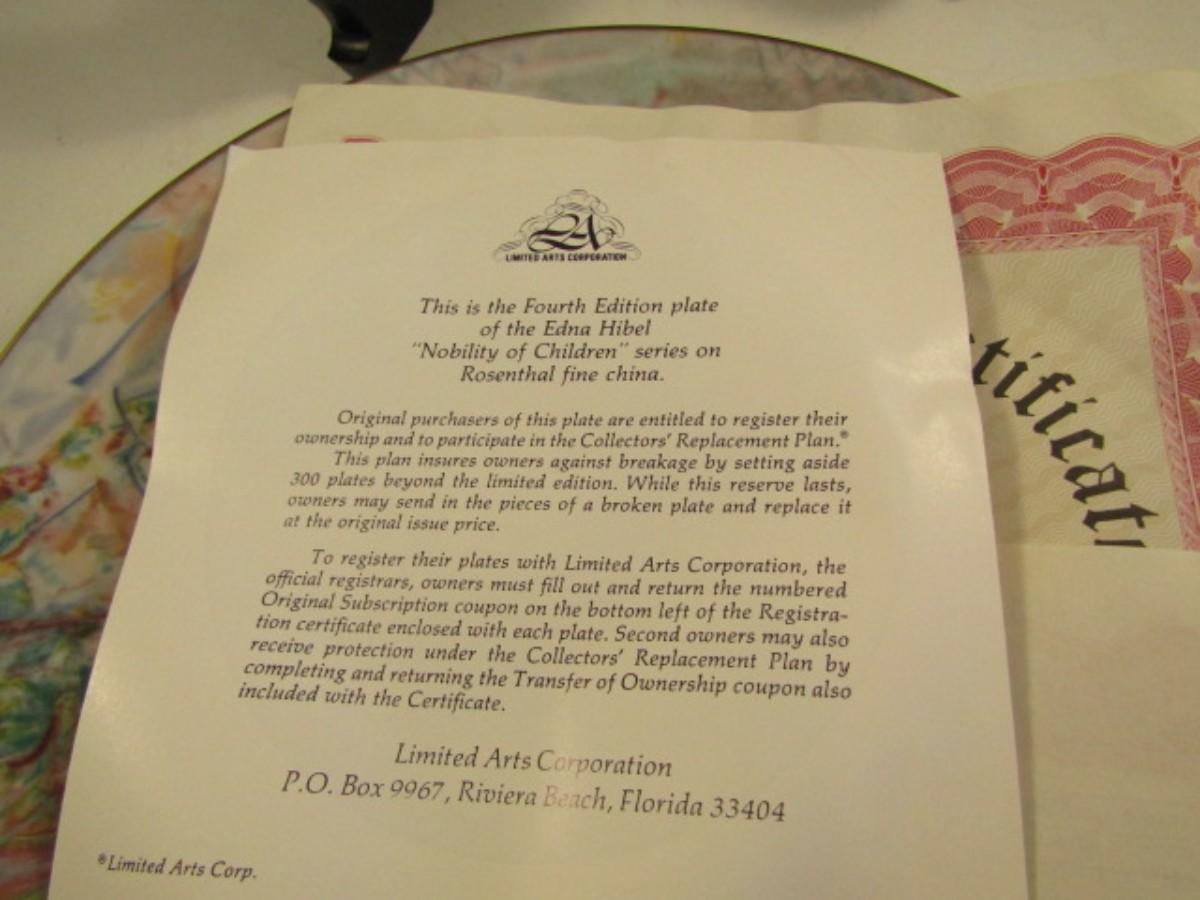 LA
LIMITED ARTS CORPORATION
This is the Fourth Edition plate
of the Edna Hibel
"Nobility of Children" series on
Rosenthal fine china.
Original purchasers of this plate are entitled to register their
ownership and to participate in the Collectors' Replacement Plan.®
This plan insures owners against breakage by setting aside
300 plates beyond the limited edition. While this reserve lasts,
owners may send in the pieces of a broken plate and replace it
at the original issue price.
To register their plates with Limited Arts Corporation, the
official registrars, owners must fill out and return the numbered
Original Subscription coupon on the bottom left of the Registra-
tion certificate enclosed with each plate. Second owners may also
receive protection under the Collectors' Replacement Plan by
completing and returning the Transfer of Ownership coupon also
included with the Certificate.
Limited Arts Corporation
P.O. Box 9967, Riviera Beach, Florida 33404
®Limited Arts Corp.
tificat